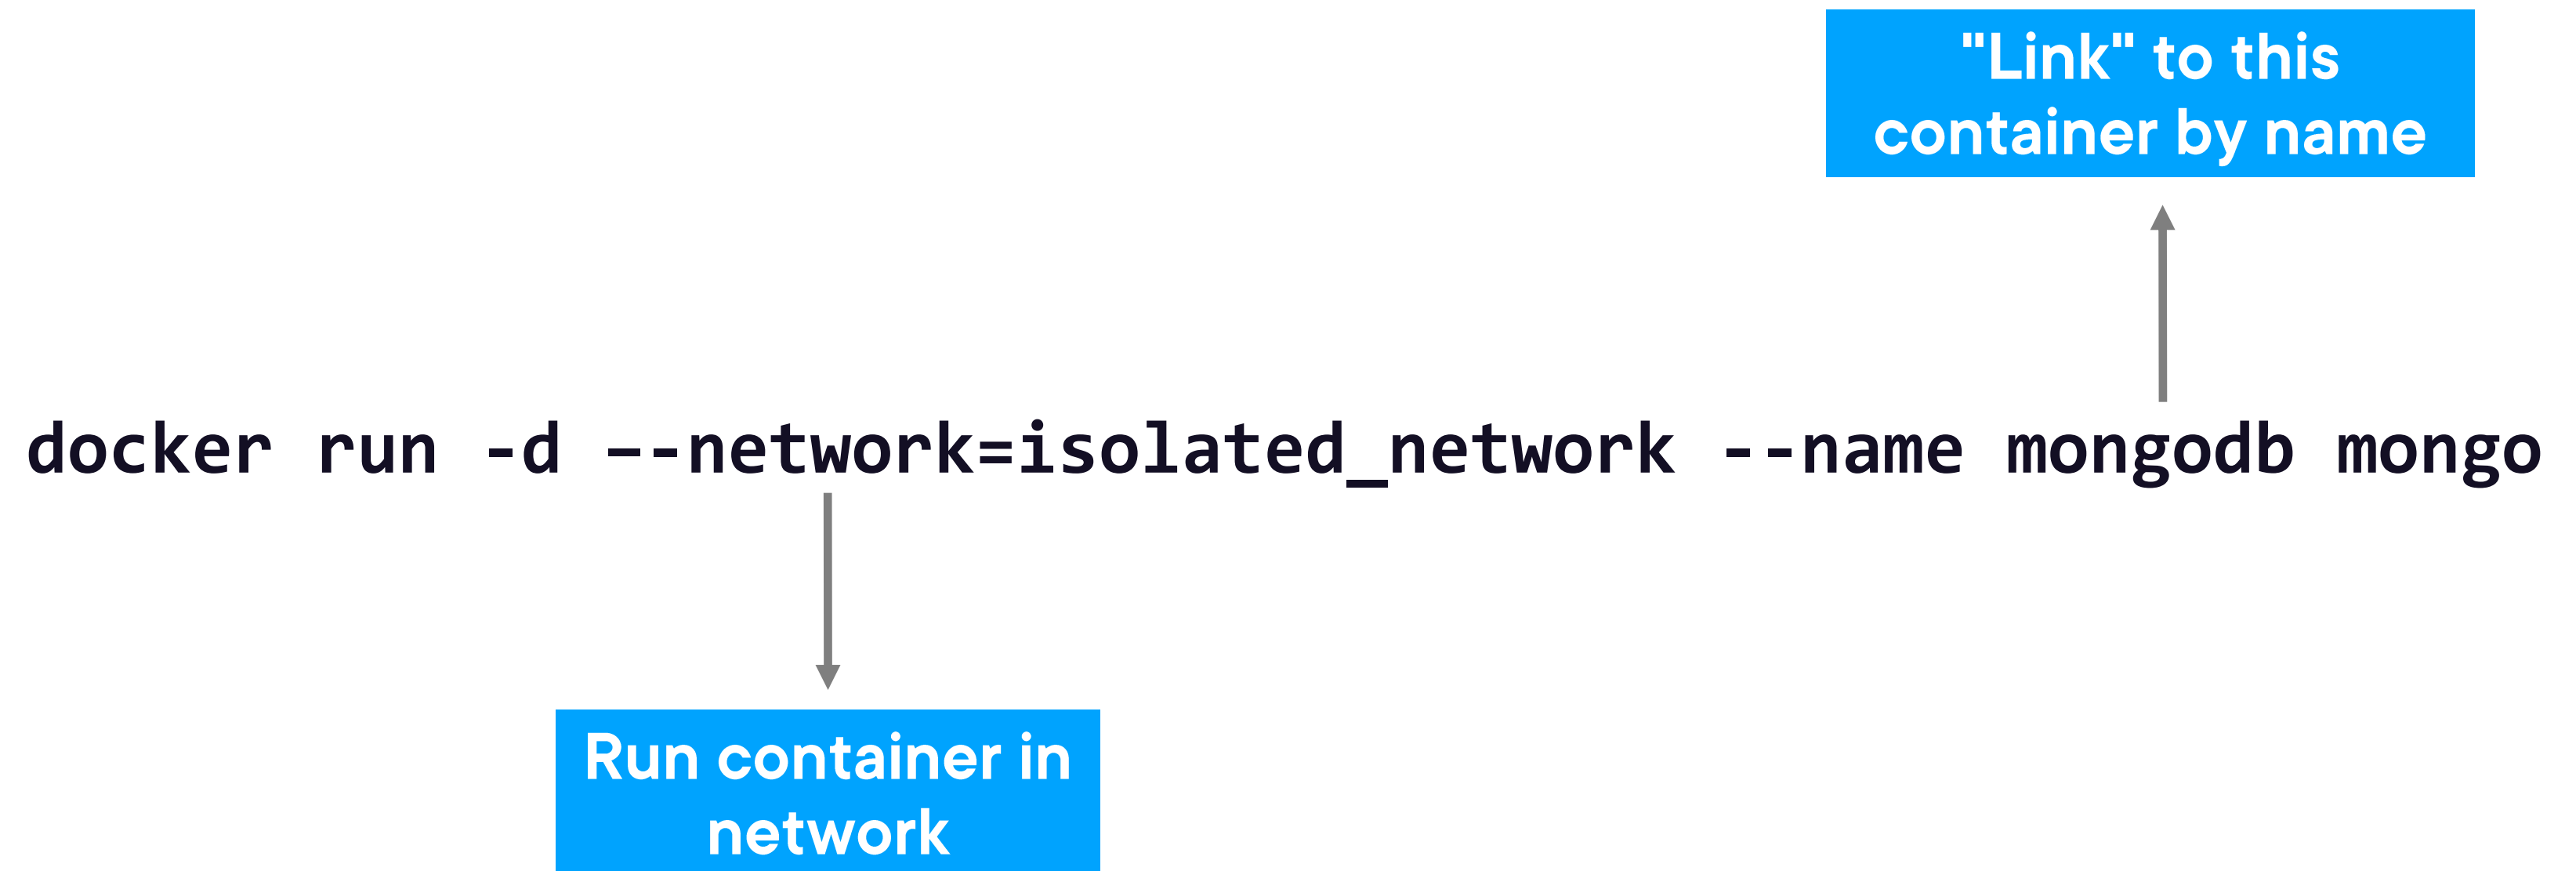 "Link" to this
container by name
docker run -d –-network=isolated_network --name mongodb mongo
Run container in
network